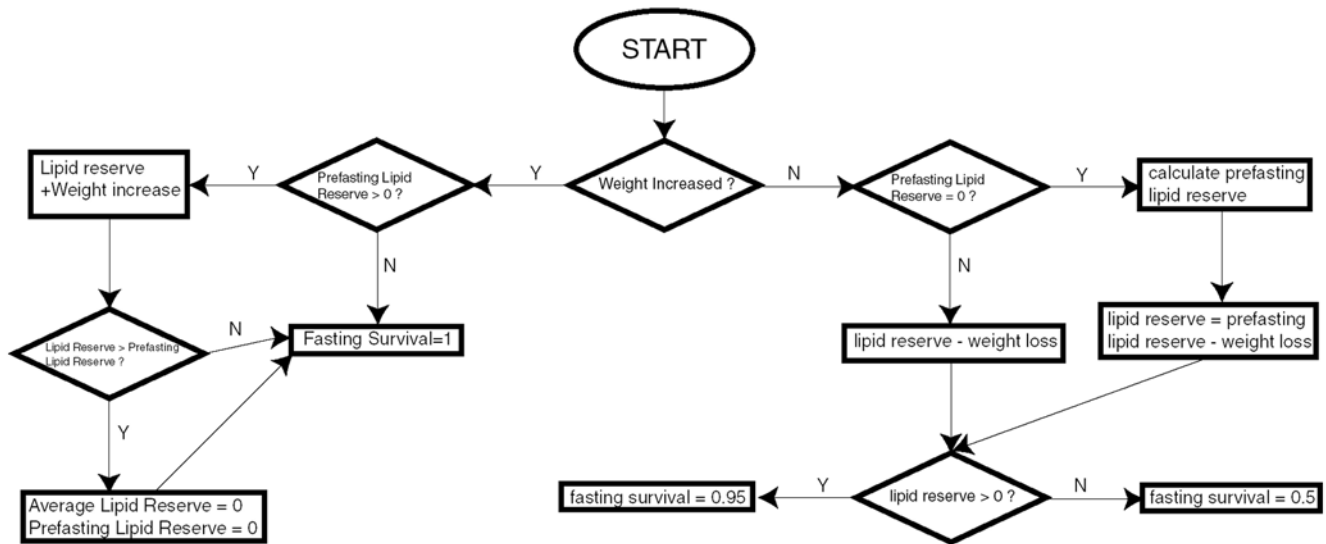 START
Weight Increased ?
Y
N
Prefasting Lipid
Reserve > 0 ?
Y
N
Lipid reserve
+Weight increase
Lipid Reserve > Prefasting
Lipid Reserve ?
N
Y
Fasting Survival=1
Average Lipid Reserve = 0
Prefasting Lipid Reserve = 0
Prefasting Lipid
Reserve = 0 ?
Y
N
calculate prefasting
lipid reserve
lipid reserve - weight loss
lipid reserve = prefasting
lipid reserve - weight loss
lipid reserve > 0 ?
Y
N
fasting survival = 0.95
fasting survival = 0.5